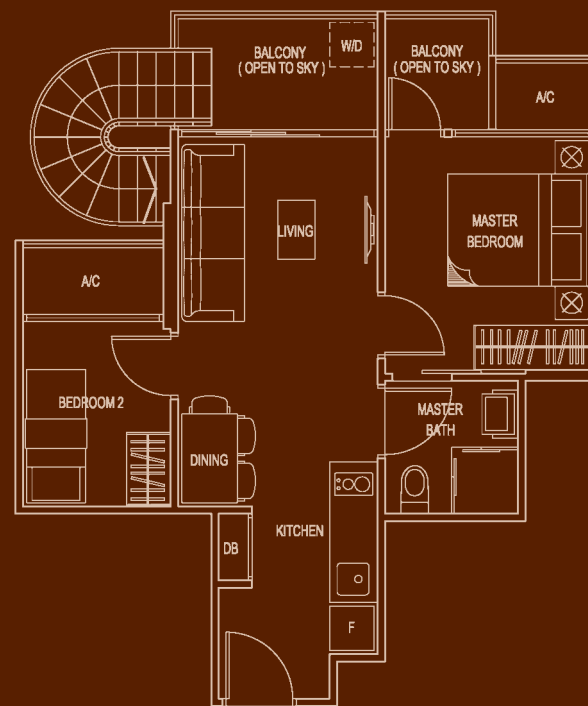 BALCONY
( OPEN TO SKY )
W/D
BALCONY
( OPEN TO SKY )
A/C
LIVING
MASTER
BEDROOM
A/C
BEDROOM 2
MASTER
BATH
DINING
KITCHEN
DB
F